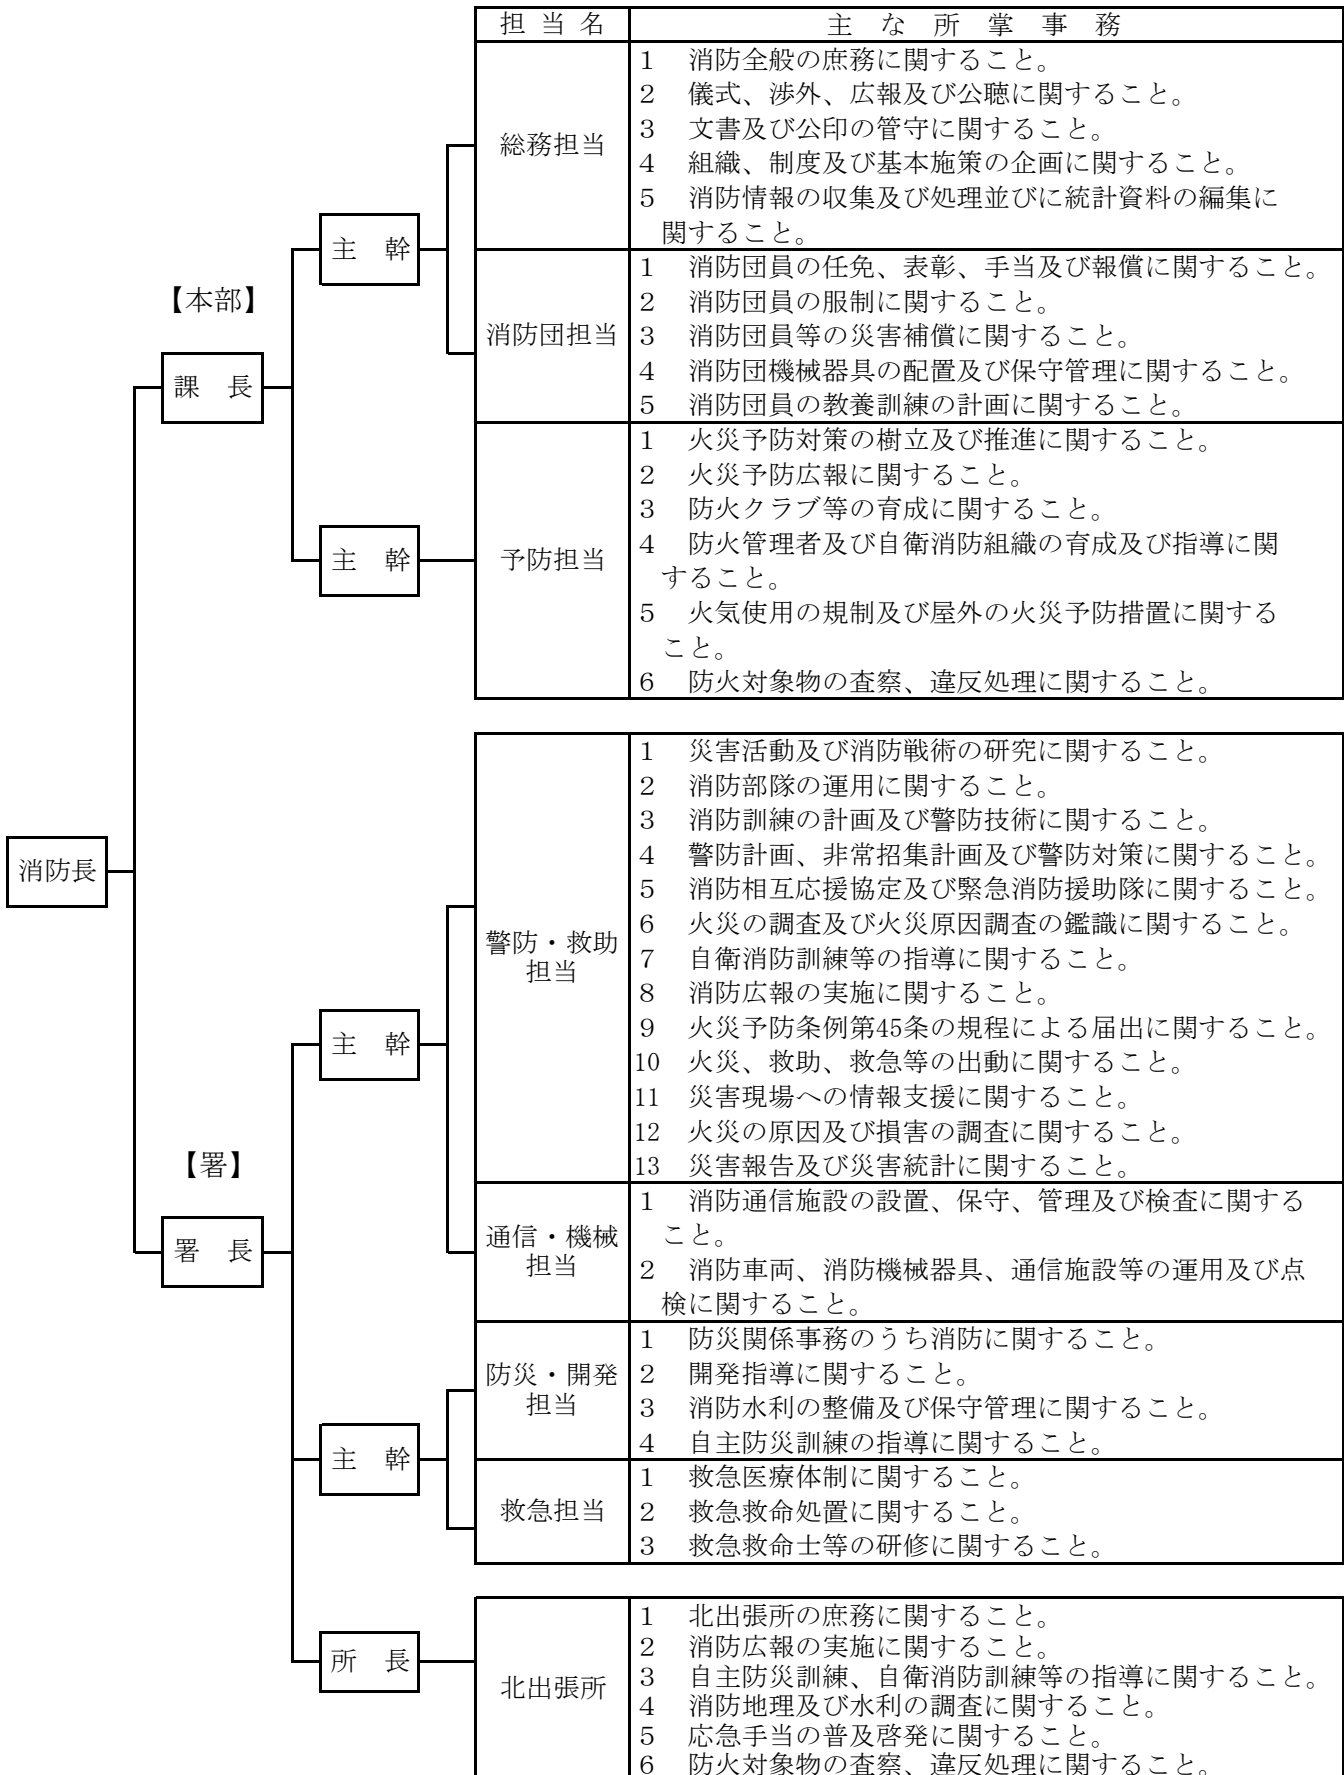 担 当 名　主　な　所　掌　事　務
消防長
【本部】
課　長
主　幹
総務担当
1　消防全般の庶務に関すること。
2　儀式、渉外、広報及び公聴に関すること。
3　文書及び公印の管守に関すること。
4　組織、制度及び基本施策の企画に関すること。
5　消防情報の収集及び処理並びに統計資料の編集に
関すること。
消防団担当
1　消防団員の任免、表彰、手当及び報償に関すること。
2　消防団員の服制に関すること。
3　消防団員等の災害補償に関すること。
4　消防団機械器具の配置及び保守管理に関すること。
5　消防団員の教養訓練の計画に関すること。
主　幹
予防担当
1　火災予防対策の樹立及び推進に関すること。
2　火災予防広報に関すること。
3　防火クラブ等の育成に関すること。
4　防火管理者及び自衛消防組織の育成及び指導に関
すること。
5　火気使用の規制及び屋外の火災予防措置に関する
こと。
6　防火対象物の査察、違反処理に関すること。
【署】
署　長
主　幹
警防・救助
担当
1　災害活動及び消防戦術の研究に関すること。
2　消防部隊の運用に関すること。
3　消防訓練の計画及び警防技術に関すること。
4　警防計画、非常招集計画及び警防対策に関すること。
5　消防相互応援協定及び緊急消防援助隊に関すること。
6　火災の調査及び火災原因調査の鑑識に関すること。
7　自衛消防訓練等の指導に関すること。
8　消防広報の実施に関すること。
9　火災予防条例第45条の規程による届出に関すること。
10　火災、救助、救急等の出動に関すること。
11　災害現場への情報支援に関すること。
12　火災の原因及び損害の調査に関すること。
13　災害報告及び災害統計に関すること。
通信・機械
担当
1　消防通信施設の設置、保守、管理及び検査に関する
こと。
2　消防車両、消防機械器具、通信施設等の運用及び点
検に関すること。
主　幹
防災・開発
担当
1　防災関係事務のうち消防に関すること。
2　開発指導に関すること。
3　消防水利の整備及び保守管理に関すること。
4　自主防災訓練の指導に関すること。
救急担当
1　救急医療体制に関すること。
2　救急救命処置に関すること。
3　救急救命士等の研修に関すること。
所　長
北出張所
1　北出張所の庶務に関すること。
2　消防広報の実施に関すること。
3　自主防災訓練、自衛消防訓練等の指導に関すること。
4　消防地理及び水利の調査に関すること。
5　応急手当の普及啓発に関すること。
6　防火対象物の査察、違反処理に関すること。